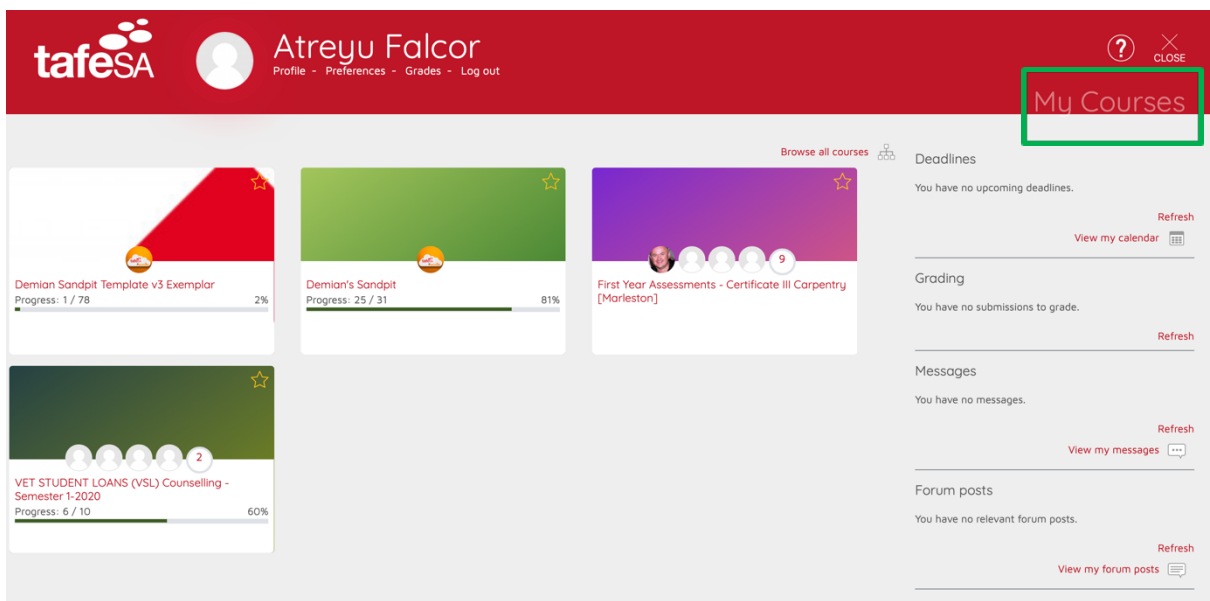 tafeSA
Atreyu Falcor
Profile - Preferences - Grades - Log out
?
CLOSE
My Courses
Browse all courses
Demian Sandpit Template v3 Exemplar
Progress: 1 / 78 2%
Demian's Sandpit
Progress: 25 / 31 81%
9
First Year Assessments - Certificate III Carpentry
[Marleston]
2
VET STUDENT LOANS (VSL) Counselling -
Semester 1-2020
Progress: 6 / 10 60%
Deadlines
You have no upcoming deadlines.
Refresh
View my calendar
Grading
You have no submissions to grade.
Refresh
Messages
You have no messages.
Refresh
View my messages
Forum posts
You have no relevant forum posts.
Refresh
View my forum posts